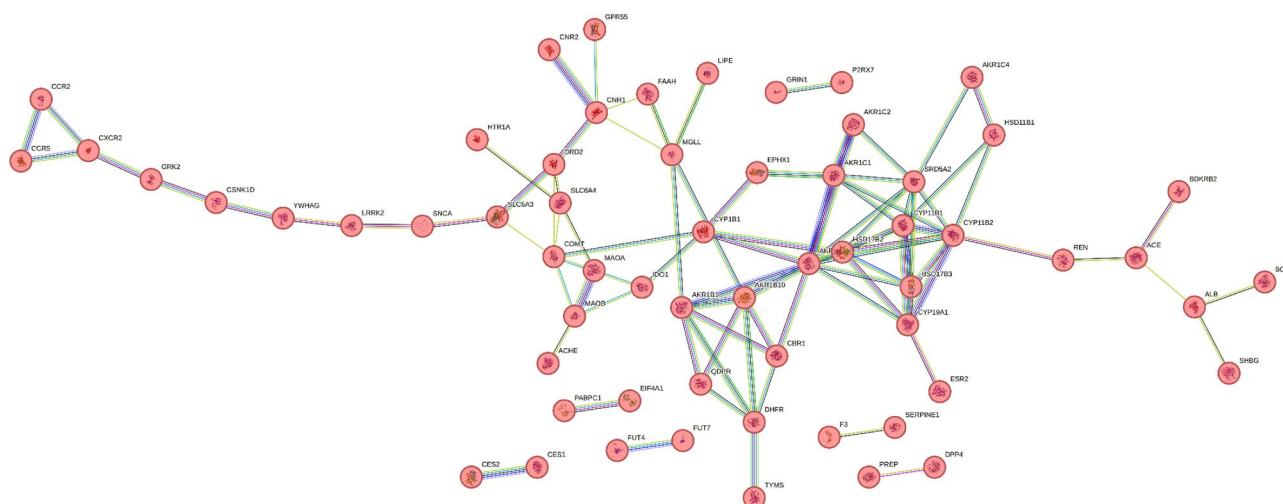 GPR55
CNR2
LIPE
P2RX7
AKR1C4
FAAH
GRIN1
CCR2
CNR1
AKR1C2
HSD11B1
HTR1A
CCR5
CXCR2
MGLL
DRD2
EPHX1
AKR1C1
SRD5A2
GRK2
BDKRB2
CSNK1D
SLC6A4
YWHAG
LRRK2
SNCA
SLC6A3
CYP1B1
CYP11B1
CYP11B2
COMT
HSD17B2
MAOA
REN
ACE
IDO1
HSD17B3
AKR1B1
AKR1B10
MAOB
CYP19A1
ALB
ACHE
CBR1
QDPR
ESR2
SHBG
PABPC1
EIF4A1
DHFR
FUT4
FUT7
F3
SERPINE1
CES2
CES1
PREP
DPP4
TYMS